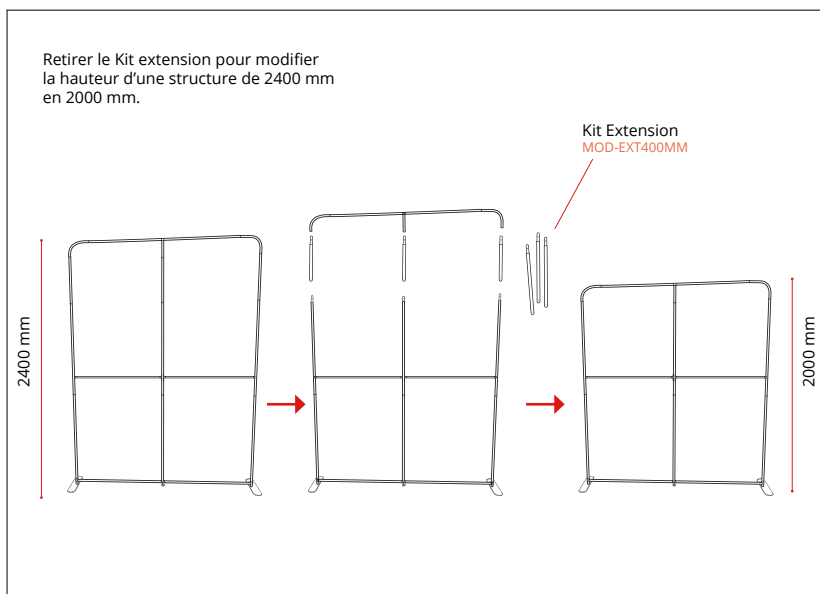 Retirer le Kit extension pour modifier
la hauteur d'une structure de 2400 mm
en 2000 mm.
Kit Extension
MOD-EXT400MM
2400 mm
2000 mm